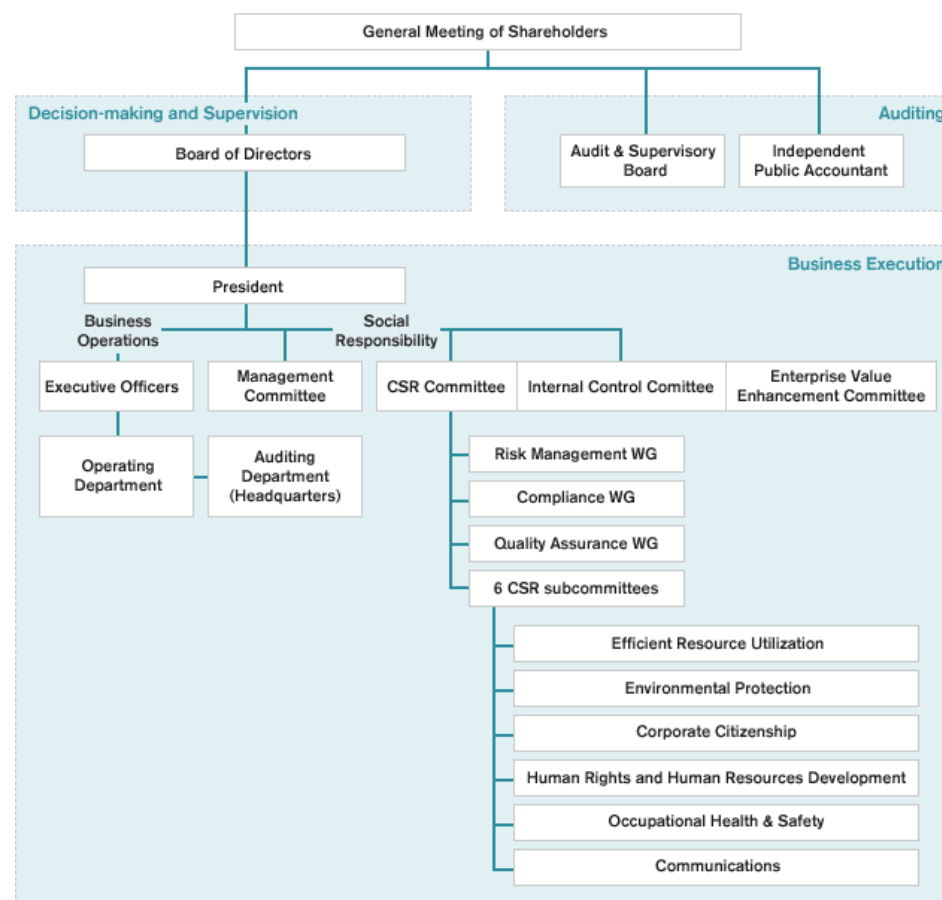 General Meeting of Shareholders
Decision-making and Supervision
Auditing
Board of Directors
Audit & Supervisory
Board
Independent
Public Accountant
Business Execution
President
Business
Operations
Social
Responsibility
Executive Officers
Management
Committee
CSR Committee
Internal Control Comittee
Enterprise Value
Enhancement Committee
Operating
Department
Auditing
Department
(Headquarters)
Risk Management WG
Compliance WG
Quality Assurance WG
6 CSR subcommittees
Efficient Resource Utilization
Environmental Protection
Corporate Citizenship
Human Rights and Human Resources Development
Occupational Health & Safety
Communications